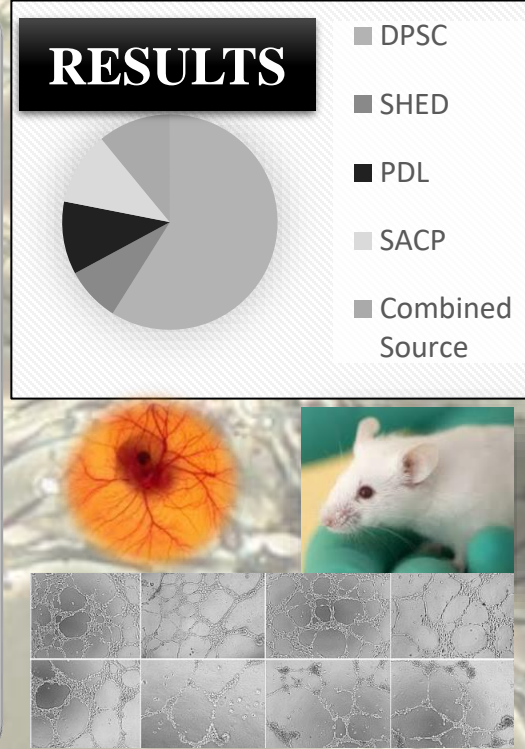 RESULTS
DPSC
SHED
PDL
SACP
Combined
Source